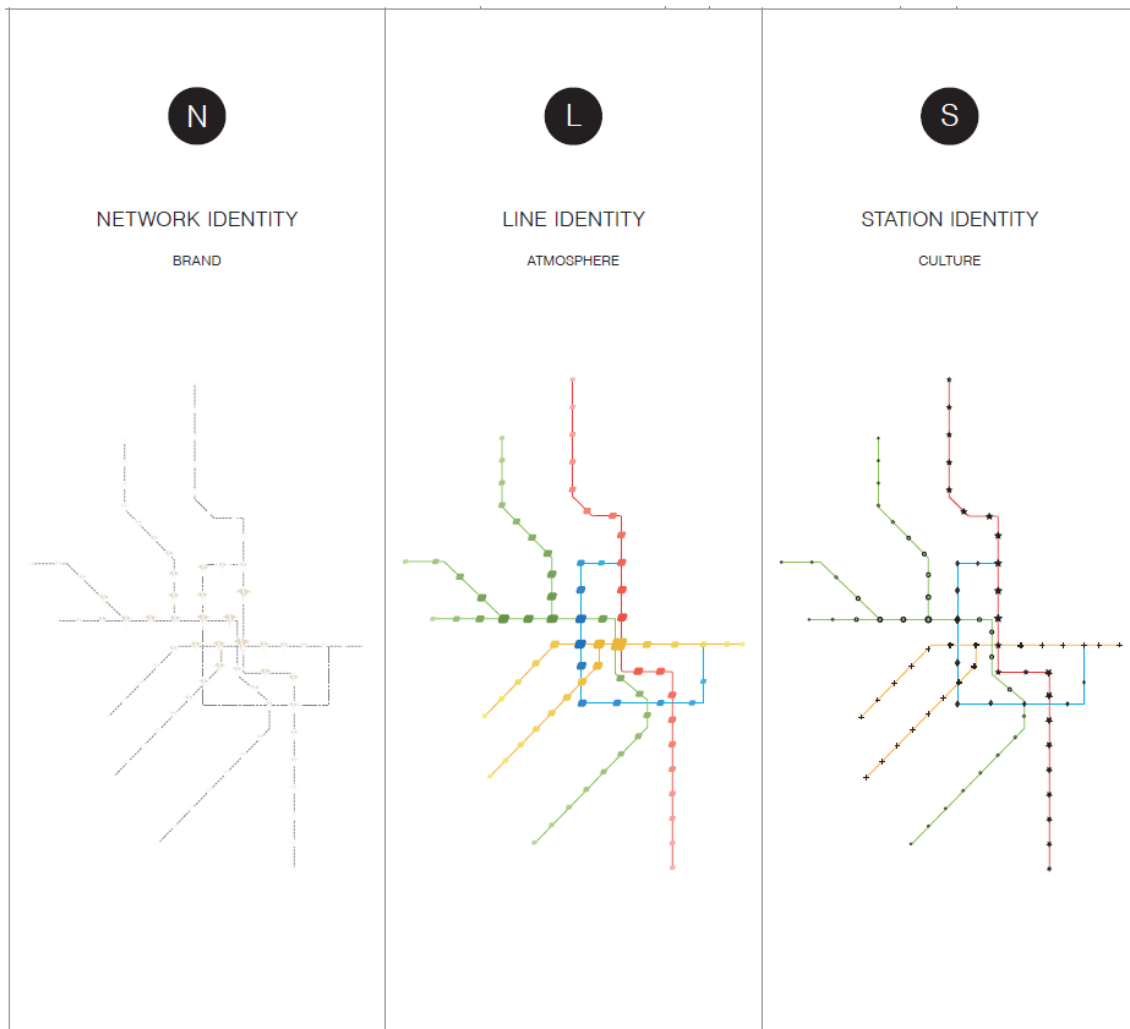 N
NETWORK IDENTITY
BRAND
L
LINE IDENTITY
ATMOSPHERE
S
STATION IDENTITY
CULTURE